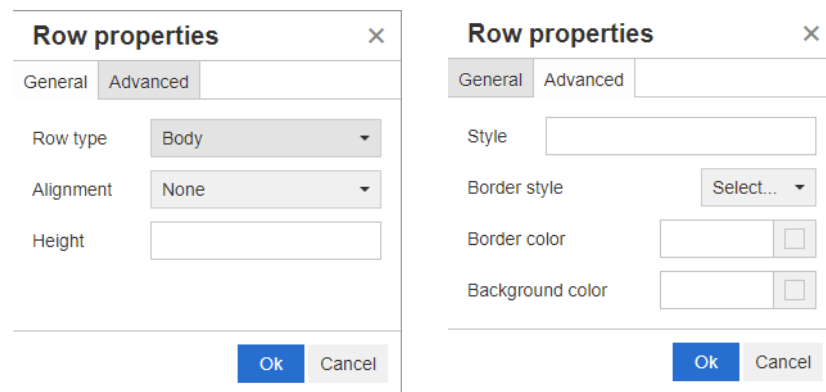 Row properties ×
General Advanced
Row type Body
Alignment None
Height
Ok Cancel
Row properties ×
General Advanced
Style
Border style Select...
Border color
Background color
Ok Cancel